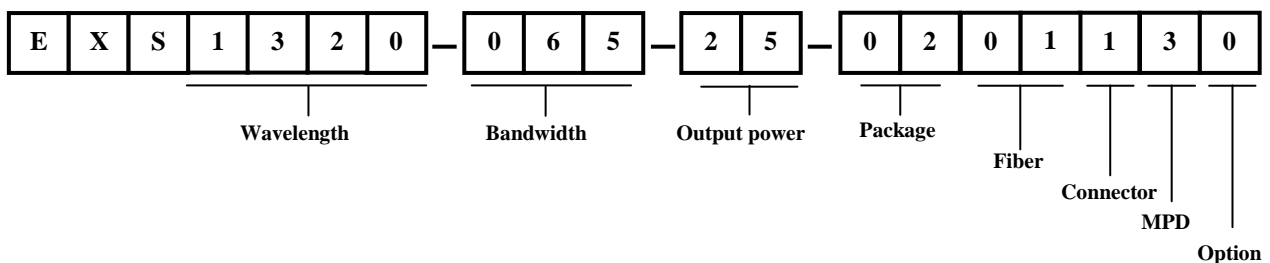 E X S 1 3 2 0 – 0 6 5 – 2 5 – 0 2 0 1 1 3 0
Wavelength Bandwidth Output power Package
Fiber
Connector
MPD
Option